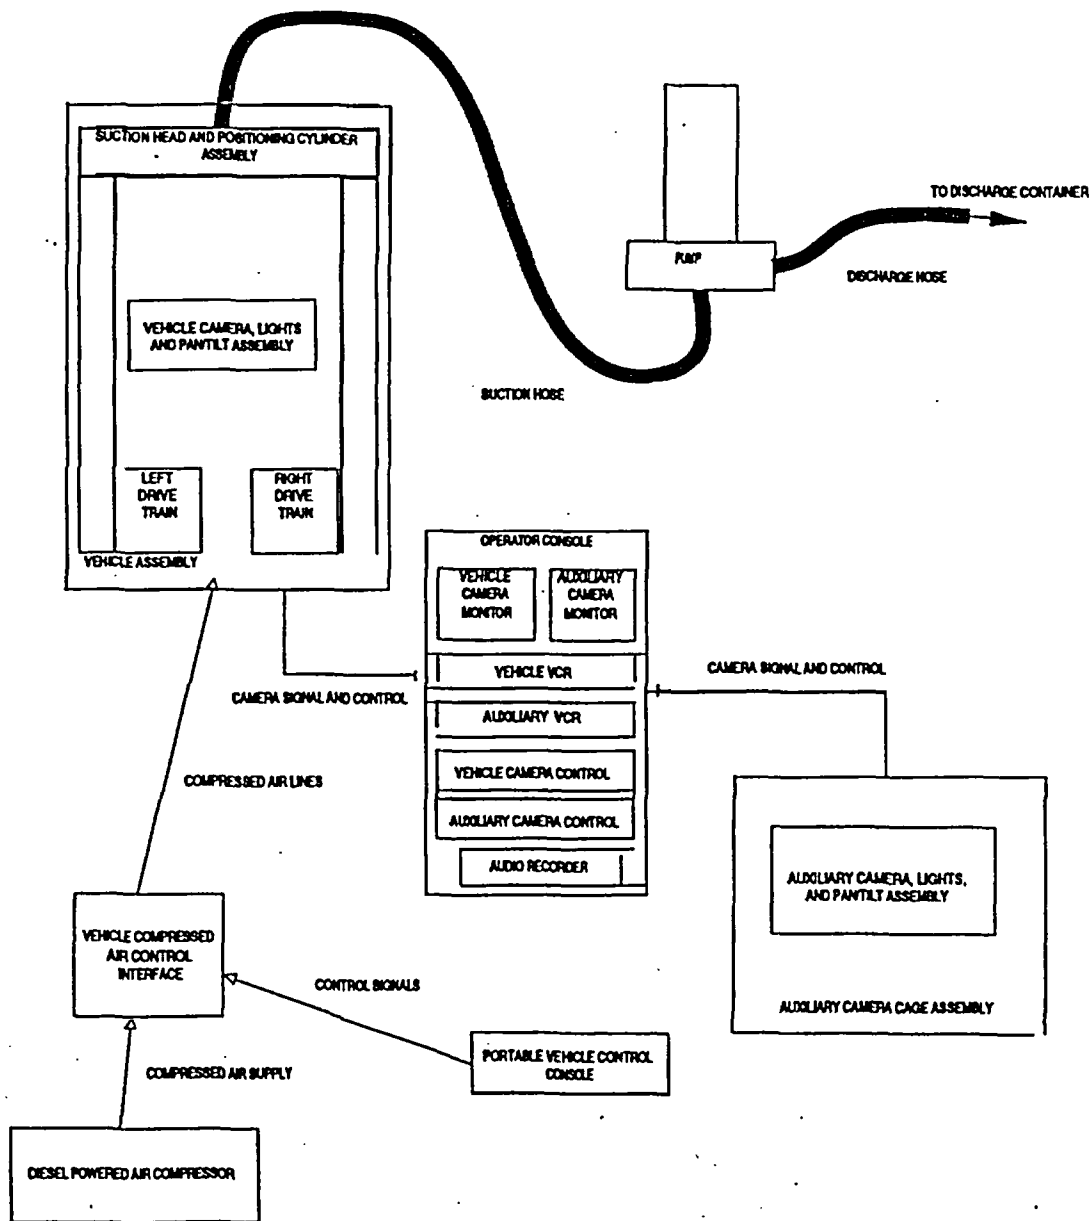 SUCTION HEAD AND POSITIONING CYLINDER
ASSEMBLY
TO DISCHARGE CONTAINER
PUMP
DISCHARGE HOSE
VEHICLE CAMERA, LIGHTS
AND PAN/TILT ASSEMBLY
SUCTION HOSE
LEFT
DRIVE
TRAIN
RIGHT
DRIVE
TRAIN
VEHICLE ASSEMBLY
OPERATOR CONSOLE
VEHICLE
CAMERA
MONITOR
AUXILIARY
CAMERA
MONITOR
VEHICLE VCR
CAMERA SIGNAL AND CONTROL
CAMERA SIGNAL AND CONTROL
AUXILIARY VCR
VEHICLE CAMERA CONTROL
COMPRESSED AIR LINES
AUXILIARY CAMERA CONTROL
AUDIO RECORDER
AUXILIARY CAMERA, LIGHTS,
AND PAN/TILT ASSEMBLY
VEHICLE COMPRESSED
AIR CONTROL
INTERFACE
CONTROL SIGNALS
AUXILIARY CAMERA CAGE ASSEMBLY
PORTABLE VEHICLE CONTROL
CONSOLE
COMPRESSED AIR SUPPLY
DIESEL POWERED AIR COMPRESSOR